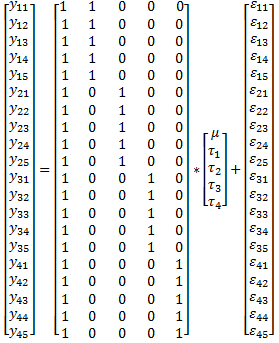 y₁₁ 1 1 0 0 0 ε₁₁
y₁₂ 1 1 0 0 0 ε₁₂
y₁₃ 1 1 0 0 0 ε₁₃
y₁₄ 1 1 0 0 0 ε₁₄
y₁₅ 1 1 0 0 0 ε₁₅
y₂₁ 1 0 1 0 0 ε₂₁
y₂₂ 1 0 1 0 0 ε₂₂
y₂₃ 1 0 1 0 0 μ ε₂₃
y₂₄ 1 0 1 0 0 τ₁ ε₂₄
y₂₅ = 1 0 1 0 0 * τ₂ + ε₂₅
y₃₁ 1 0 0 1 0 τ₃ ε₃₁
y₃₂ 1 0 0 1 0 τ₄ ε₃₂
y₃₃ 1 0 0 1 0 ε₃₃
y₃₄ 1 0 0 1 0 ε₃₄
y₃₅ 1 0 0 1 0 ε₃₅
y₄₁ 1 0 0 0 1 ε₄₁
y₄₂ 1 0 0 0 1 ε₄₂
y₄₃ 1 0 0 0 1 ε₄₃
y₄₄ 1 0 0 0 1 ε₄₄
y₄₅ 1 0 0 0 1 ε₄₅